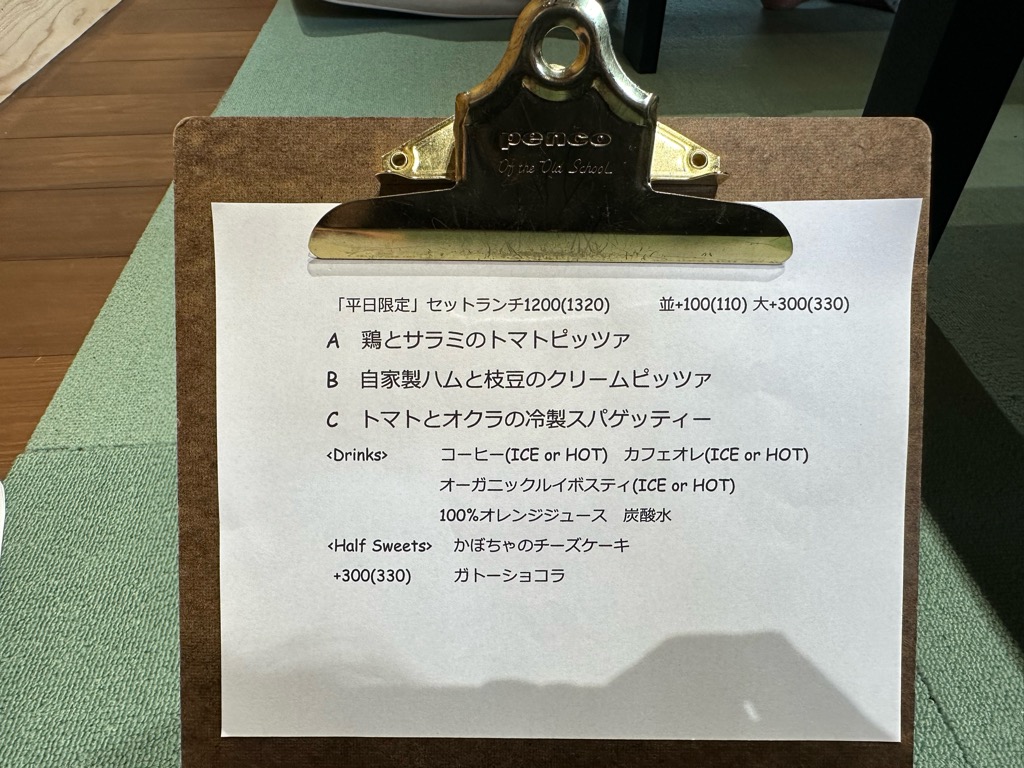 penco
Of the Old School.
「平日限定」セットランチ1200(1320) 並+100(110) 大+300(330)
A 鶏とサラミのトマトピッツァ
B 自家製ハムと枝豆のクリームピッツァ
C トマトとオクラの冷製スパゲッティー
<Drinks> コーヒー(ICE or HOT) カフェオレ(ICE or HOT)
オーガニックルイボスティ(ICE or HOT)
100%オレンジジュース 炭酸水
<Half Sweets> かぼちゃのチーズケーキ
+300(330) ガトーショコラ